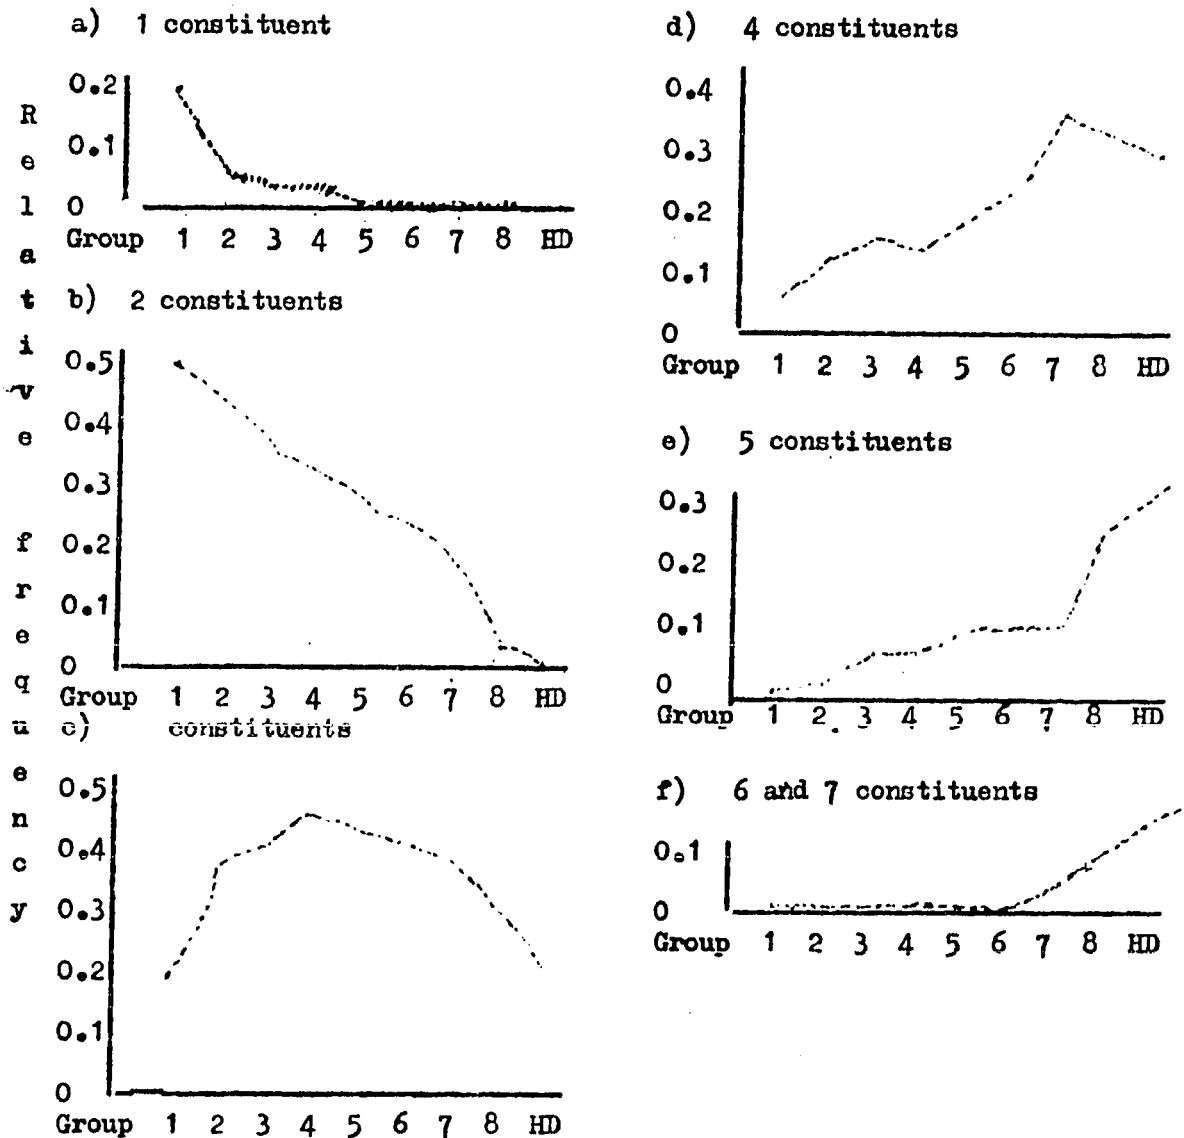 Relative frequency
a) 1 constituent
0.2
0.1
0
Group 1 2 3 4 5 6 7 8 HD
b) 2 constituents
0.5
0.4
0.3
0.2
0.1
0
Group 1 2 3 4 5 6 7 8 HD
c) constituents
0.5
0.4
0.3
0.2
0.1
0
Group 1 2 3 4 5 6 7 8 HD
d) 4 constituents
0.4
0.3
0.2
0.1
0
Group 1 2 3 4 5 6 7 8 HD
e) 5 constituents
0.3
0.2
0.1
0
Group 1 2 3 4 5 6 7 8 HD
f) 6 and 7 constituents
0.1
0
Group 1 2 3 4 5 6 7 8 HD